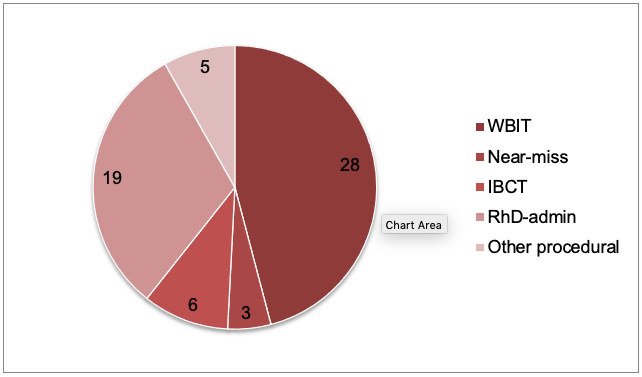 5
28
19
6
3
Chart Area
WBIT
Near-miss
IBCT
RhD-admin
Other procedural